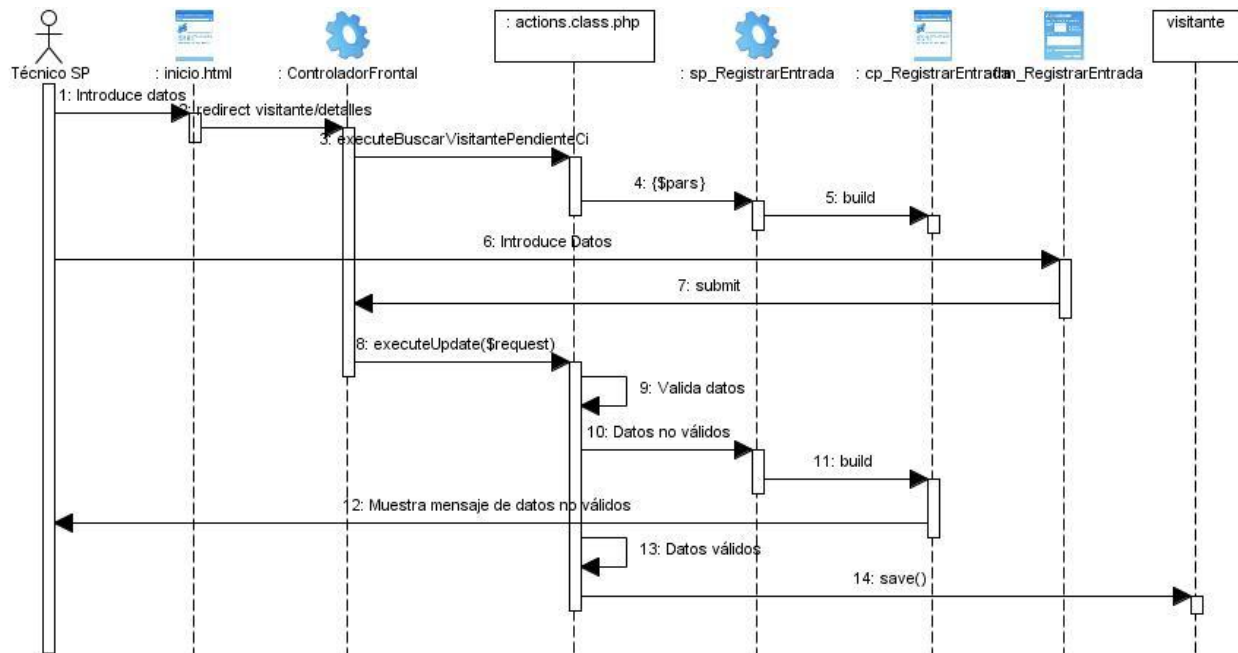 : actions.class.php
visitante
Técnico SP
: inicio.html
: ControladorFrontal
: sp_RegistrarEntrada
: cp_RegistrarEntrada
_RegistrarEntrada
1: Introduce datos
2: redirect visitante/detalles
3: executeBuscarVisitantePendienteCi
4: {$pars}
5: build
6: Introduce Datos
7: submit
8: executeUpdate($request)
9: Valida datos
10: Datos no válidos
11: build
12: Muestra mensaje de datos no válidos
13: Datos válidos
14: save()